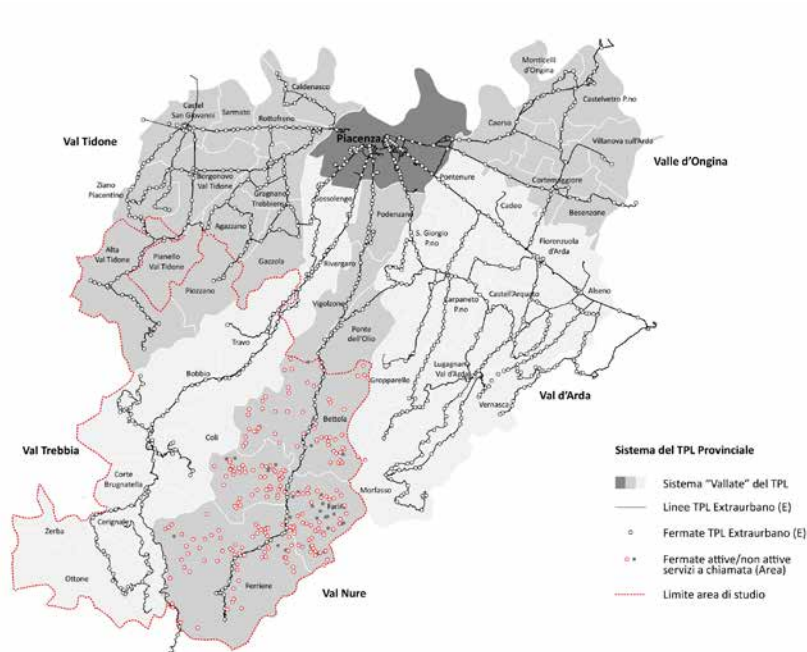 Monticelli
d'Ongina
Caldenasco
Castelvetro P.no
Castel
San Giovanni
Sarmato
Rottofreno
Caorso
Val Tidone
Piacenza
Villanova sull'Arda
Valle d'Ongina
Borgonovo
Val Tidone
Ziano
Piacentino
Gragnano
Trebbiens
Gossolengo
Pontenure
Cortemaggiore
Cadeo
Besenzone
Podenzano
Agazzano
S. Giorgio
P.no
Fiorenzuola
d'Arda
Alta
Val Tidone
Pianello
Val Tidone
Gazzola
Rivergaro
Piozzano
Vigolzone
Carpaneto
P.no
Castell'Arquato
Alseno
Travo
Ponte
dell'Olio
Lugagnano
Val d'Arda
Bobbio
Gropparello
Val d'Arda
Vernasca
Bettola
Coli
Val Trebbia
Sistema del TPL Provinciale
Corte
Brugnatella
Morfasso
Sistema "Vallate" del TPL
Farini
Linee TPL Extraurbano (E)
Cerignale
Zerba
Fermate TPL Extraurbano (E)
Fermate attive/non attive
servizi a chiamata (Area)
Ottone
Ferriere
Val Nure
Limite area di studio